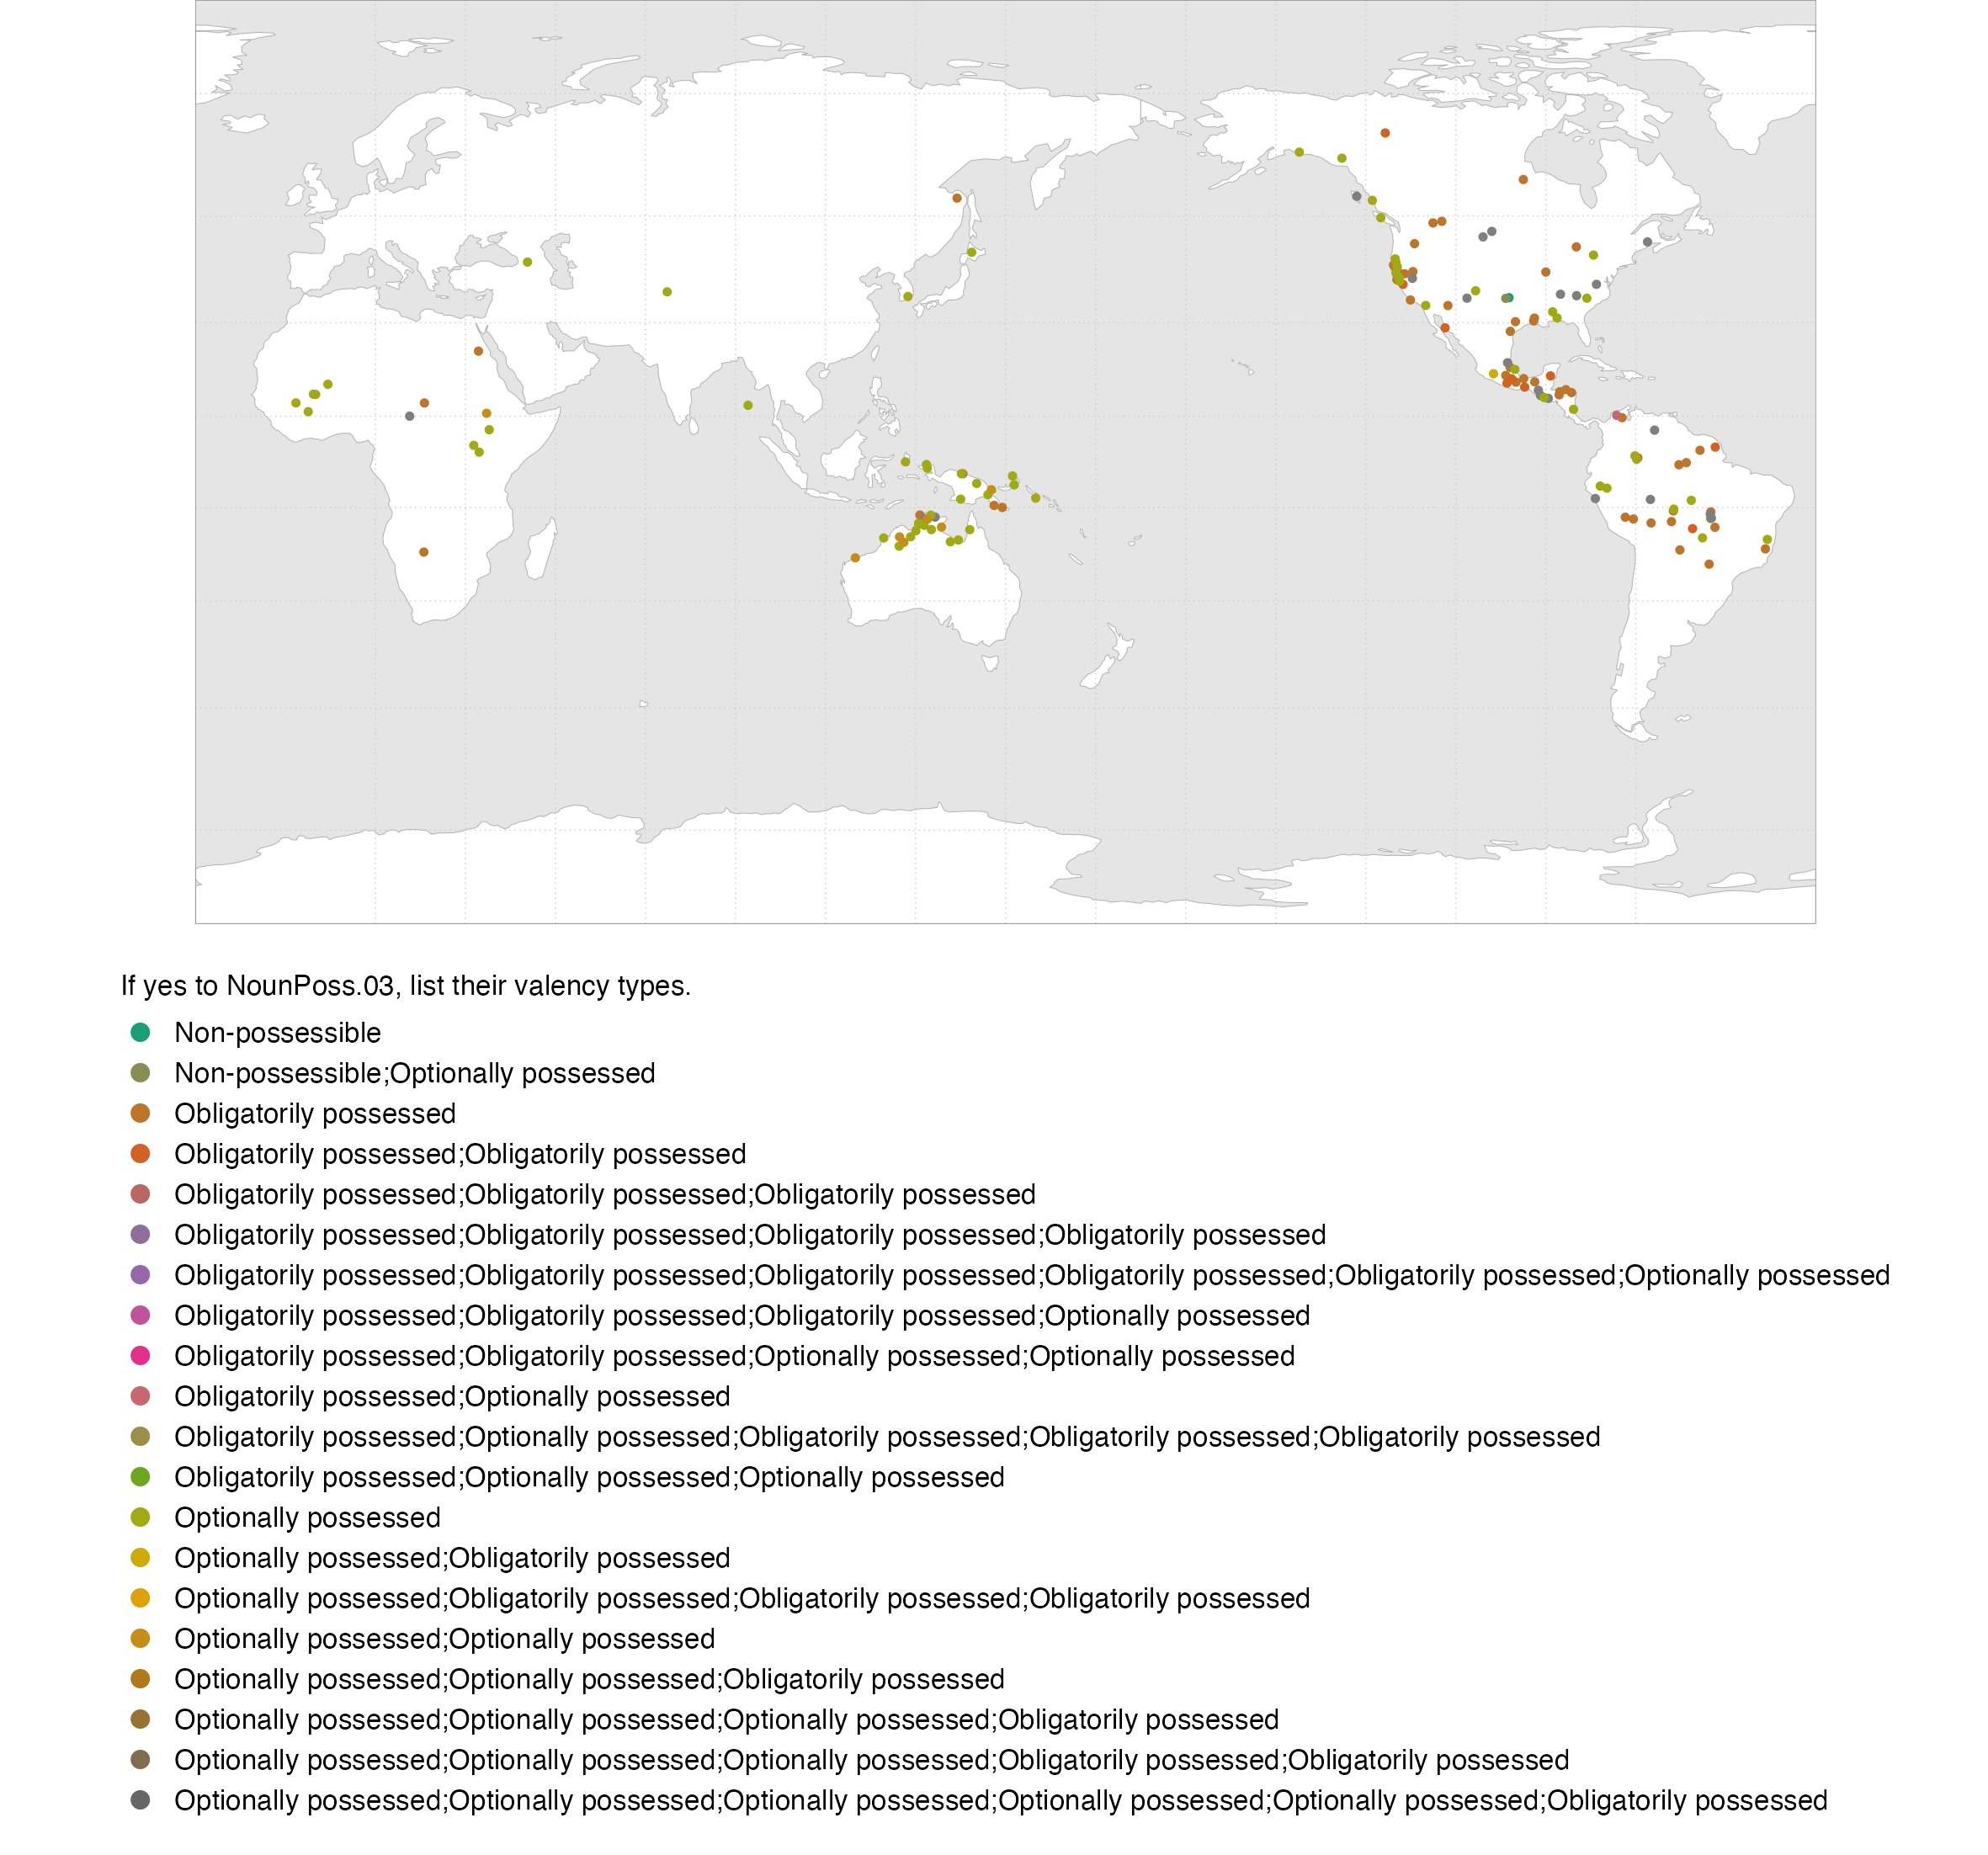 If yes to NounPoss.03, list their valency types.
Non-possessible
Non-possessible;Optionally possessed
Obligatorily possessed
Obligatorily possessed;Obligatorily possessed
Obligatorily possessed;Obligatorily possessed;Obligatorily possessed
Obligatorily possessed;Obligatorily possessed;Obligatorily possessed;Obligatorily possessed
Obligatorily possessed;Obligatorily possessed;Obligatorily possessed;Obligatorily possessed;Obligatorily possessed;Optionally possessed
Obligatorily possessed;Obligatorily possessed;Obligatorily possessed;Optionally possessed
Obligatorily possessed;Obligatorily possessed;Optionally possessed;Optionally possessed
Obligatorily possessed;Optionally possessed
Obligatorily possessed;Optionally possessed;Obligatorily possessed;Obligatorily possessed;Obligatorily possessed
Obligatorily possessed;Optionally possessed;Optionally possessed
Optionally possessed
Optionally possessed;Obligatorily possessed
Optionally possessed;Obligatorily possessed;Obligatorily possessed;Obligatorily possessed
Optionally possessed;Optionally possessed
Optionally possessed;Optionally possessed;Obligatorily possessed
Optionally possessed;Optionally possessed;Optionally possessed;Obligatorily possessed
Optionally possessed;Optionally possessed;Optionally possessed;Obligatorily possessed;Obligatorily possessed
Optionally possessed;Optionally possessed;Optionally possessed;Optionally possessed;Optionally possessed;Obligatorily possessed